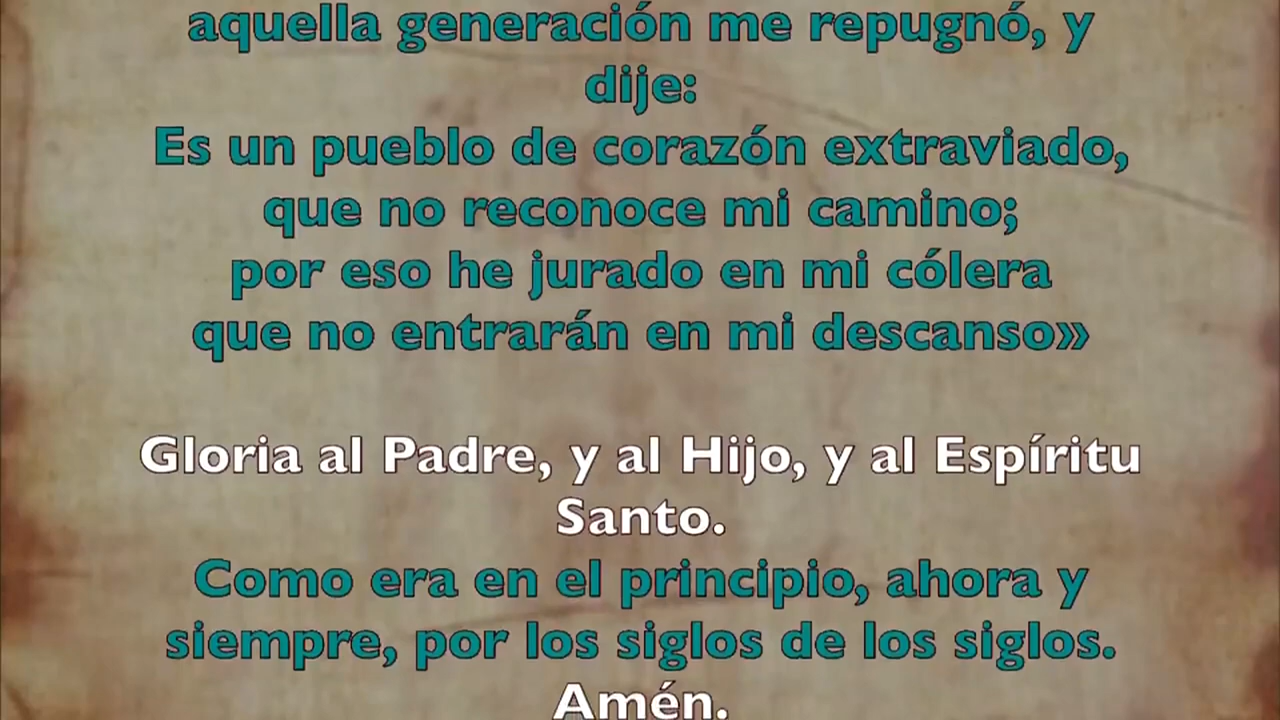 aquella generación me repugnó, y
dije:
Es un pueblo de corazón extraviado,
que no reconoce mi camino;
por eso he jurado en mi cólera
que no entrarán en mi descanso»
Gloria al Padre, y al Hijo, y al Espíritu
Santo.
Como era en el principio, ahora y
siempre, por los siglos de los siglos.
Amén.